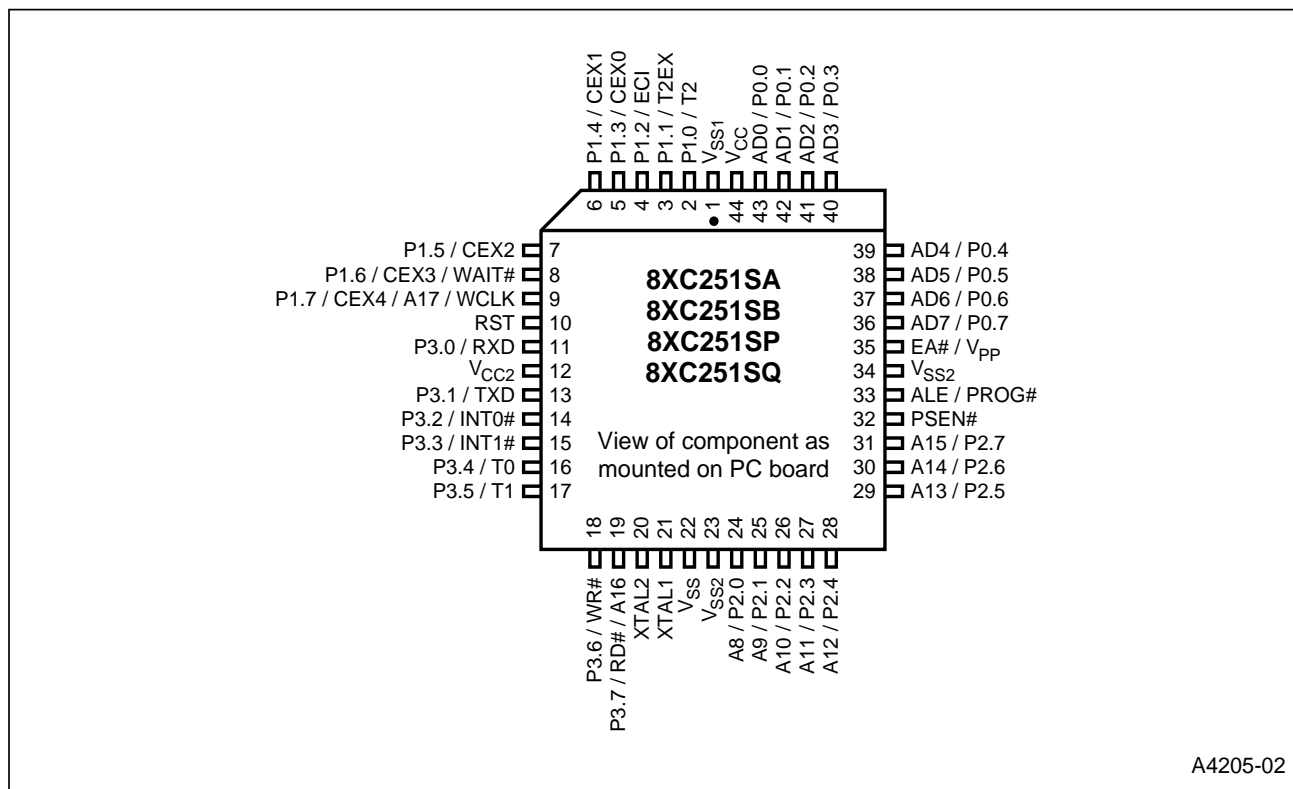 P1.4 / CEX1
P1.3 / CEX0
P1.2 / ECI
P1.1 / T2EX
P1.0 / T2
VSS1
VCC
AD0 / P0.0
AD1 / P0.1
AD2 / P0.2
AD3 / P0.3
6
5
4
3
2
1
44
43
42
41
40
P1.5 / CEX2 7
P1.6 / CEX3 / WAIT# 8
P1.7 / CEX4 / A17 / WCLK 9
RST 10
P3.0 / RXD 11
VCC2 12
P3.1 / TXD 13
P3.2 / INT0# 14
P3.3 / INT1# 15
P3.4 / T0 16
P3.5 / T1 17
8XC251SA
8XC251SB
8XC251SP
8XC251SQ
View of component as
mounted on PC board
39 AD4 / P0.4
38 AD5 / P0.5
37 AD6 / P0.6
36 AD7 / P0.7
35 EA# / VPP
34 VSS2
33 ALE / PROG#
32 PSEN#
31 A15 / P2.7
30 A14 / P2.6
29 A13 / P2.5
18
19
20
21
22
23
24
25
26
27
28
P3.6 / WR#
P3.7 / RD# / A16
XTAL2
XTAL1
VSS
VSS2
A8 / P2.0
A9 / P2.1
A10 / P2.2
A11 / P2.3
A12 / P2.4
A4205-02